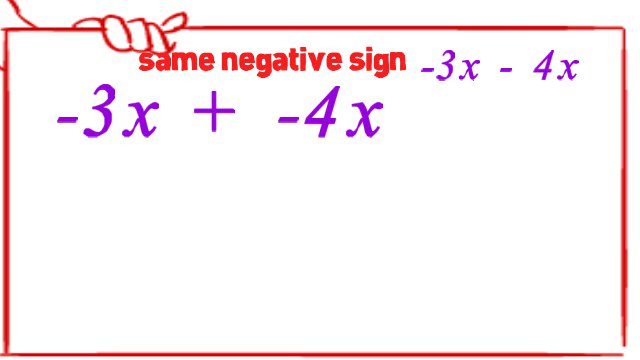 same negative sign
-3x - 4x
-3x + -4x